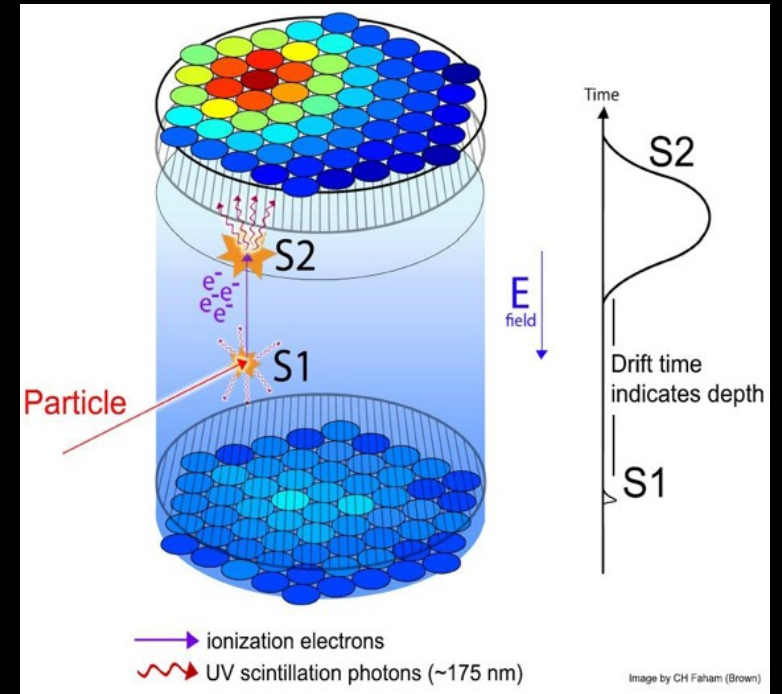 Time
S2
S2
e-
e- e-
e-
E
field
S1
Drift time
indicates depth
Particle
S1
ionization electrons
UV scintillation photons (~175 nm)
Image by CH Faham (Brown)